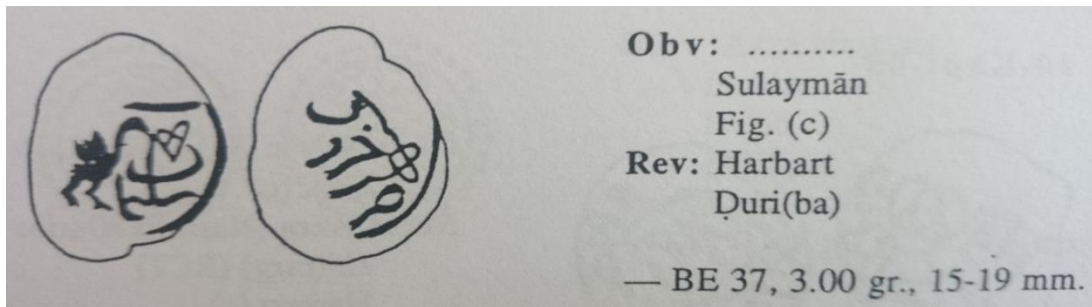 Obv: ..........
Sulaymān
Fig. (c)
Rev: Harbart
Ḍuri(ba)
— BE 37, 3.00 gr., 15-19 mm.